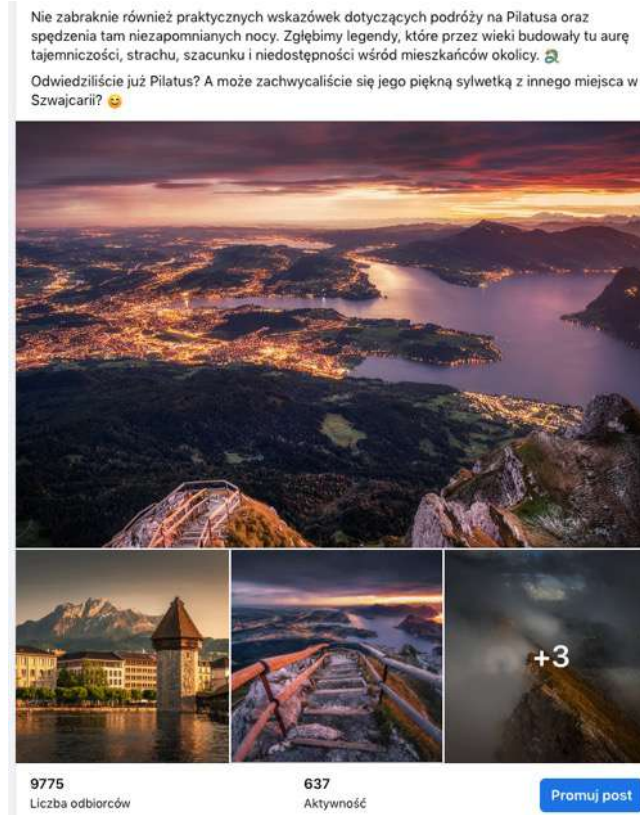 Nie zabraknie również praktycznych wskazówek dotyczących podróży na Pilatusa oraz
spędzenia tam niezapomnianych nocy. Zgłębimy legendy, które przez wieki budowały tu aurę
tajemniczości, strachu, szacunku i niedostępności wśród mieszkańców okolicy. 🐉
Odwiedziliście już Pilatus? A może zachwycaliście się jego piękną sylwetką z innego miejsca w
Szwajcarii? 😊
+3
9775
637
Liczba odbiorców
Aktywność
Promuj post